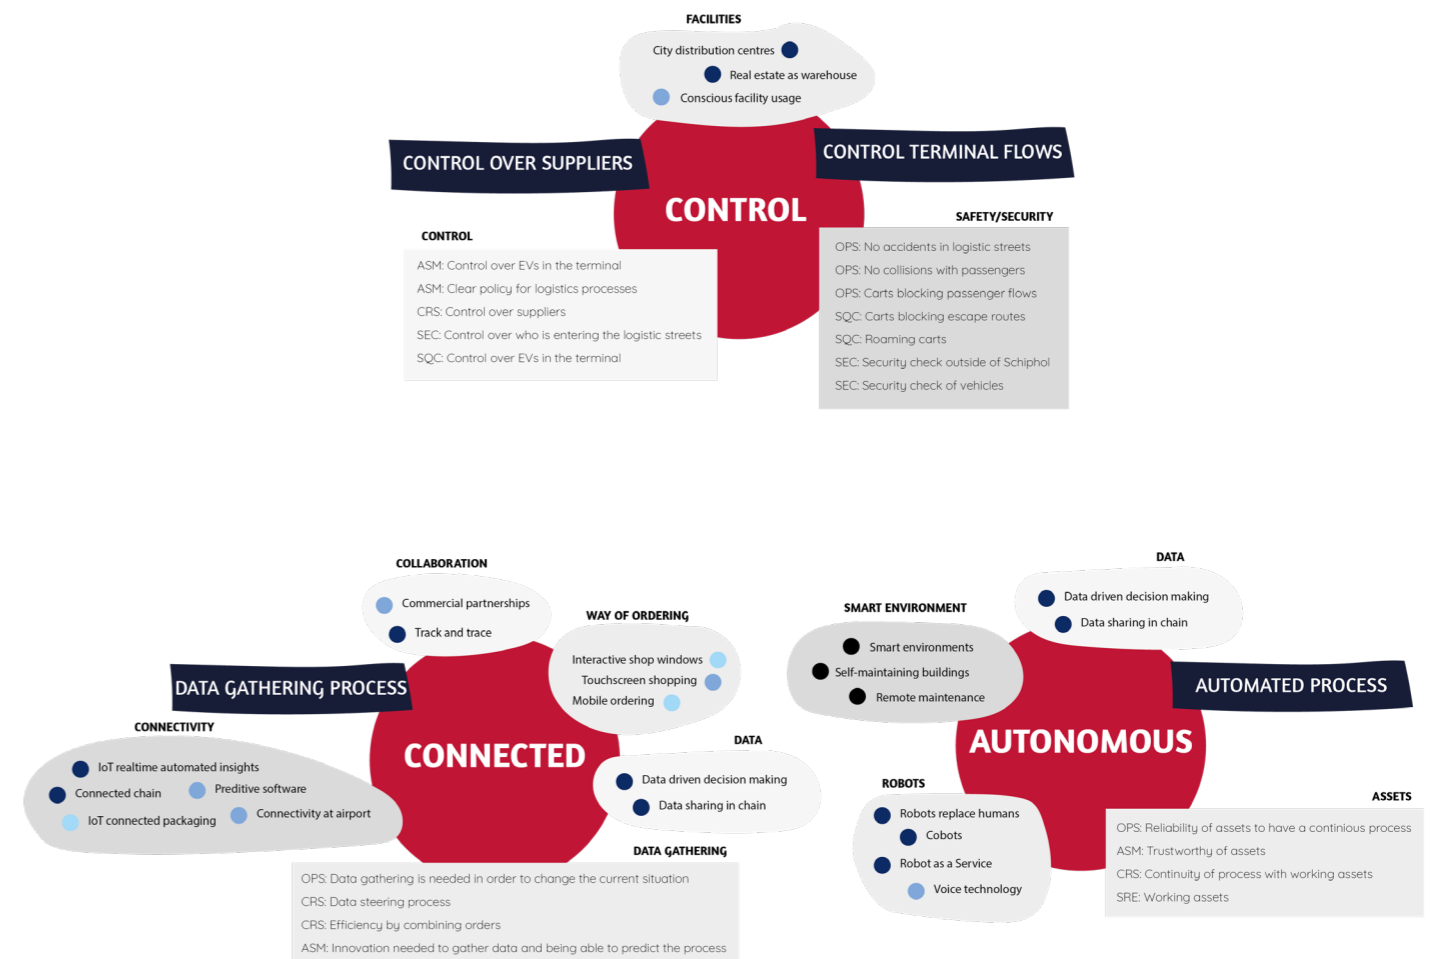 FACILITIES
City distribution centres
Real estate as warehouse
Conscious facility usage
CONTROL OVER SUPPLIERS
CONTROL TERMINAL FLOWS
CONTROL
SAFETY/SECURITY
OPS: No accidents in logistic streets
OPS: No collisions with passengers
OPS: Carts blocking passenger flows
SQC: Carts blocking escape routes
SQC: Roaming carts
SEC: Security check outside of Schiphol
SEC: Security check of vehicles
CONTROL
ASM: Control over EVs in the terminal
ASM: Clear policy for logistics processes
CRS: Control over suppliers
SEC: Control over who is entering the logistic streets
SQC: Control over EVs in the terminal
COLLABORATION
Commercial partnerships
Track and trace
WAY OF ORDERING
Interactive shop windows
Touchscreen shopping
Mobile ordering
DATA GATHERING PROCESS
CONNECTIVITY
IoT realtime automated insights
Connected chain
Preditive software
IoT connected packaging
Connectivity at airport
CONNECTED
DATA
Data driven decision making
Data sharing in chain
DATA GATHERING
OPS: Data gathering is needed in order to change the current situation
CRS: Data steering process
CRS: Efficiency by combining orders
ASM: Innovation needed to gather data and being able to predict the process
DATA
Data driven decision making
Data sharing in chain
SMART ENVIRONMENT
Smart environments
Self-maintaining buildings
Remote maintenance
AUTOMATED PROCESS
AUTONOMOUS
ROBOTS
Robots replace humans
Cobots
Robot as a Service
Voice technology
ASSETS
OPS: Reliability of assets to have a continious process
ASM: Trustworthy of assets
CRS: Continuity of process with working assets
SRE: Working assets